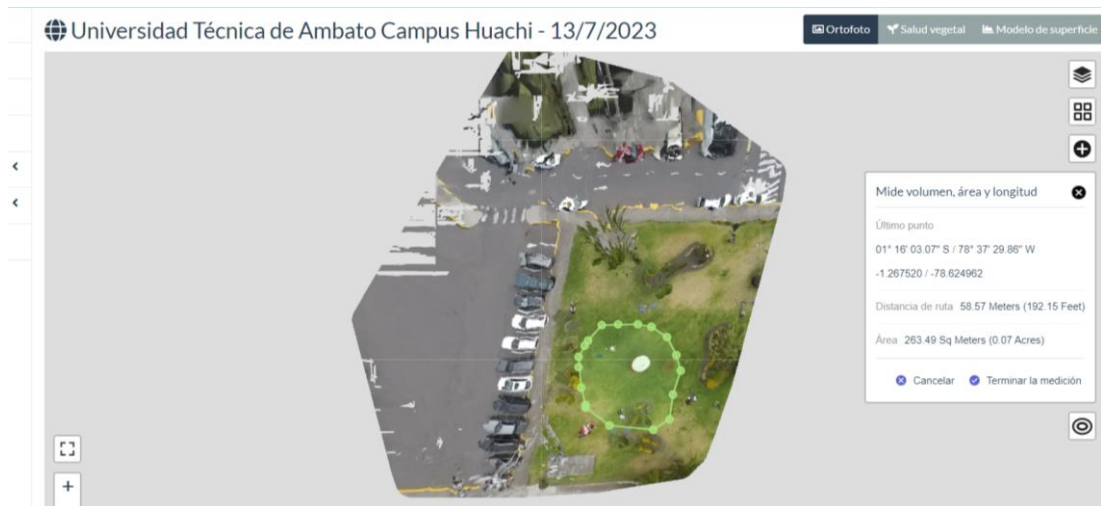 Universidad Técnica de Ambato Campus Huachi - 13/7/2023
Ortofoto
Salud vegetal
Modelo de superficie
Mide volumen, área y longitud
Último punto
01° 16' 03.07" S / 78° 37' 29.86" W
-1.267520 / -78.624962
Distancia de ruta 58.57 Meters (192.15 Feet)
Área 263.49 Sq Meters (0.07 Acres)
Cancelar
Terminar la medición